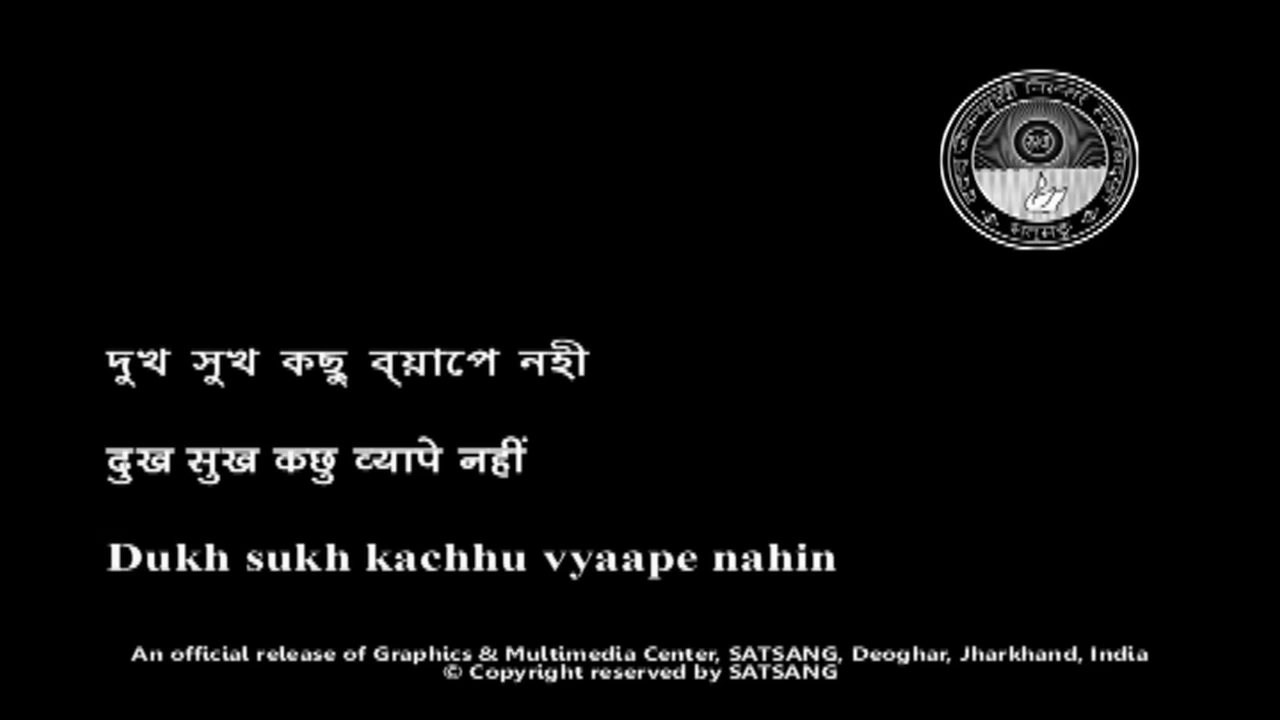 দুখ সুখ কছু ব্য়াপে নহী
दुख सुख कछु व्यापे नहीं
Dukh sukh kachhu vyaape nahin
An official release of Graphics & Multimedia Center, SATSANG, Deoghar, Jharkhand, India
© Copyright reserved by SATSANG